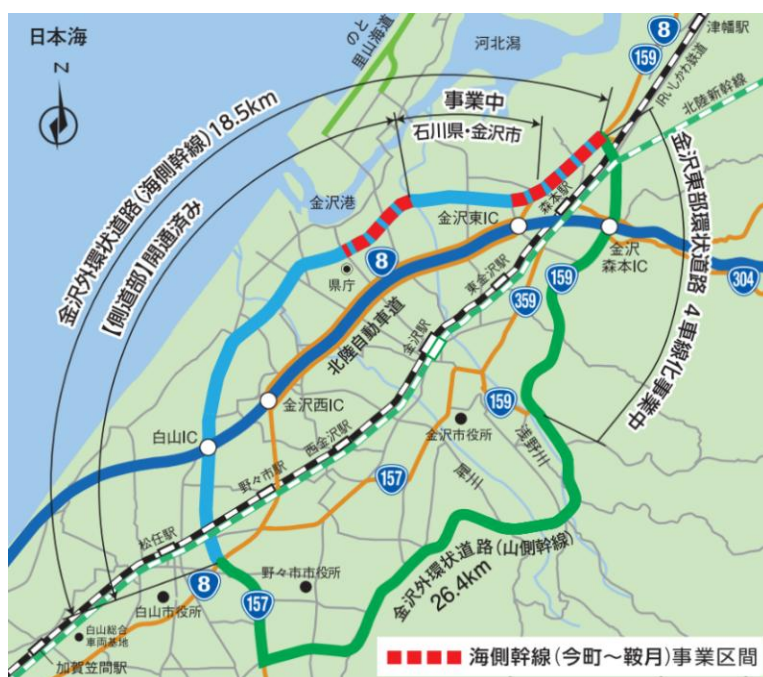 日本海
N
のと
里山海道
河北潟
津幡駅
8
159
IRいしかわ鉄道
北陸新幹線
金沢外環状道路(海側幹線)18.5km
【側道部】開通済み
事業中
石川県・金沢市
金沢港
金沢東IC
森本駅
金沢
森本IC
金沢東部環状道路 4車線化事業中
304
県庁
8
東金沢駅
159
359
北陸自動車道
金沢駅
金沢西IC
白山IC
西金沢駅
159
金沢市役所
浅野川
犀川
野々市駅
157
松任駅
金沢外環状道路(山側幹線)
26.4km
8
野々市市役所
157
白山市役所
白山総合
車両基地
加賀笠間駅
海側幹線(今町〜鞍月)事業区間